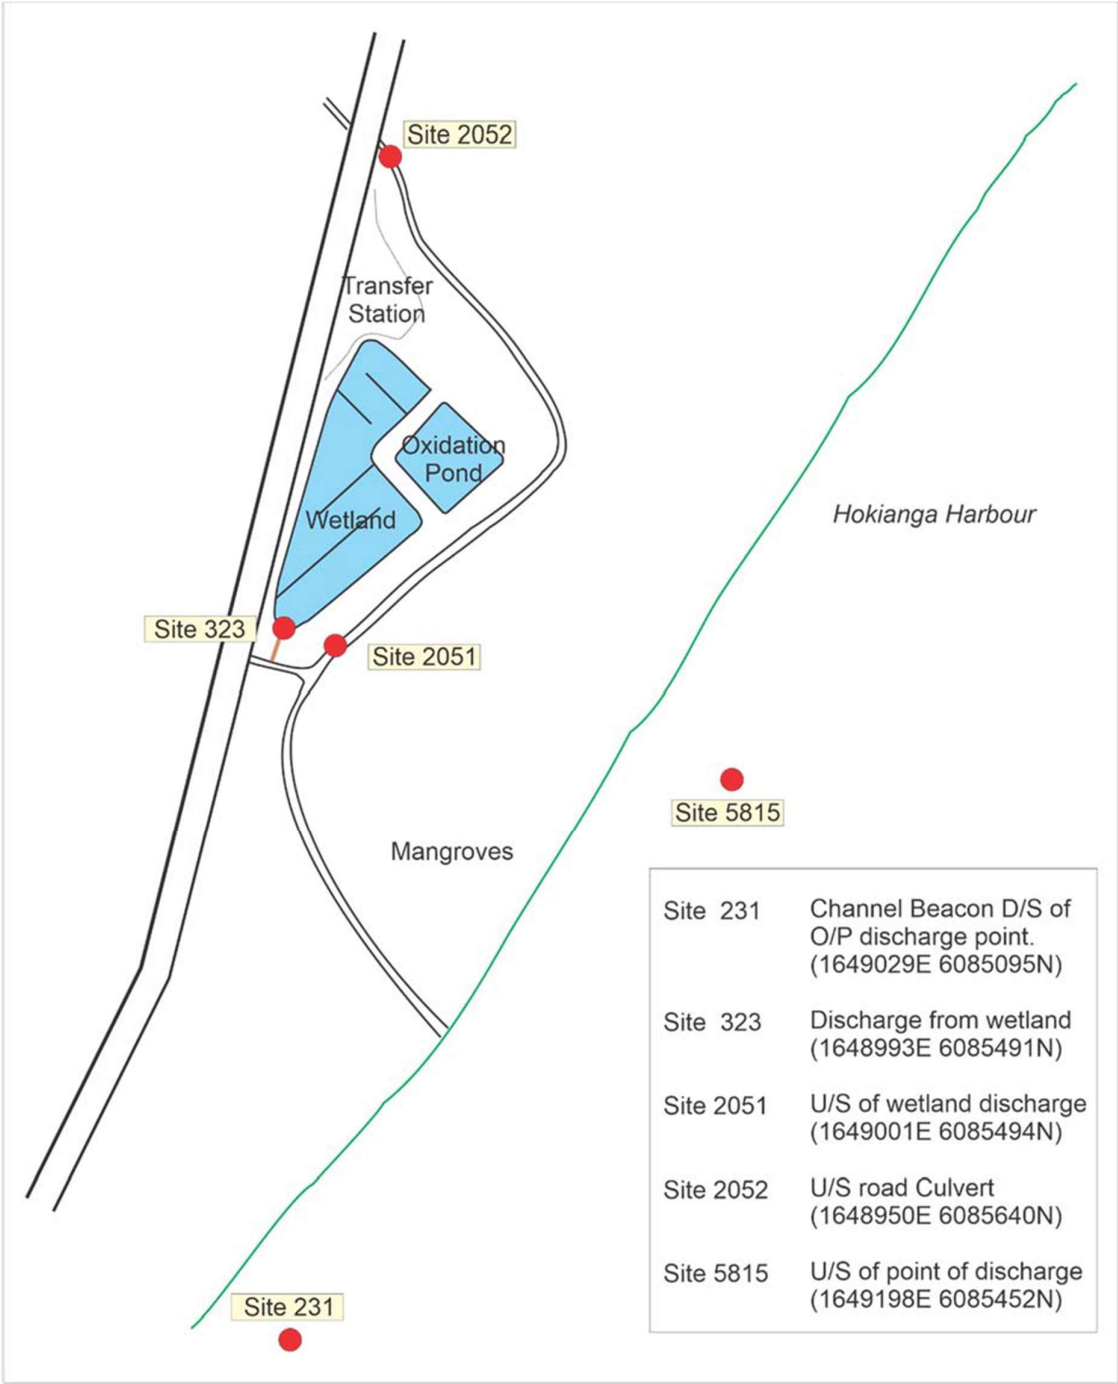 Site 2052
Transfer
Station
Oxidation
Pond
Hokianga Harbour
Wetland
Site 323
Site 2051
Site 5815
Mangroves
Site 231 Channel Beacon D/S of
O/P discharge point.
(1649029E 6085095N)
Site 323 Discharge from wetland
(1648993E 6085491N)
Site 2051 U/S of wetland discharge
(1649001E 6085494N)
Site 2052 U/S road Culvert
(1648950E 6085640N)
Site 5815 U/S of point of discharge
(1649198E 6085452N)
Site 231